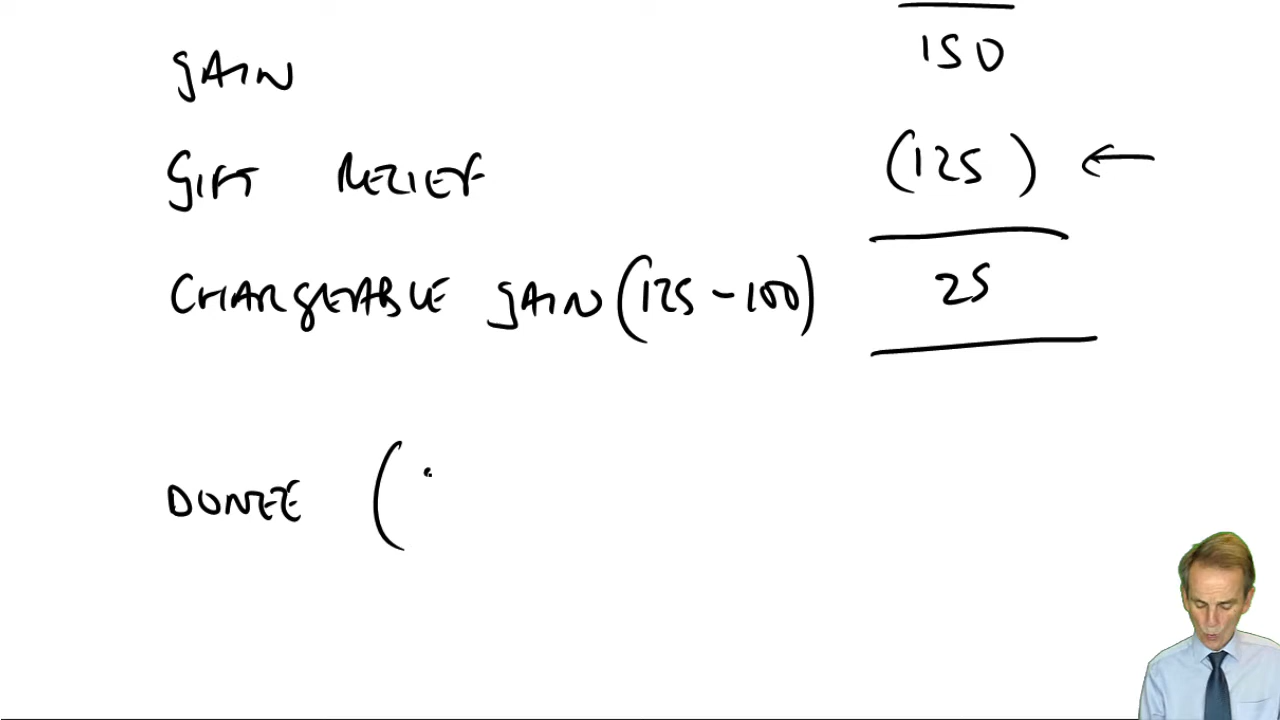 150
GAIN
GIFT RELIEF (125) ←
CHARGEABLE GAIN (125 - 100) 25
DONEE (